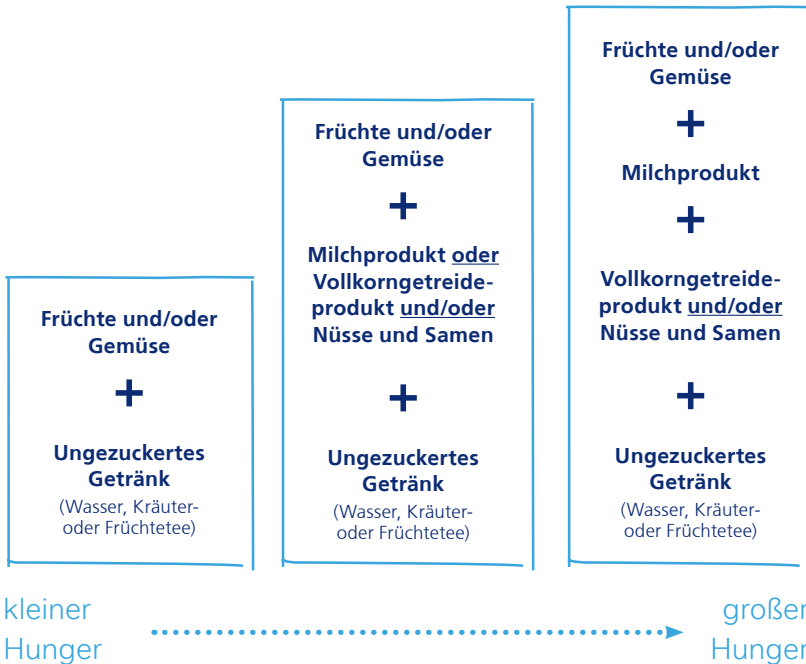 Früchte und/oder
Gemüse
+
Ungezuckertes
Getränk
(Wasser, Kräuter-
oder Früchtetee)
Früchte und/oder
Gemüse
+
Milchprodukt oder
Vollkorngetreide-
produkt und/oder
Nüsse und Samen
+
Ungezuckertes
Getränk
(Wasser, Kräuter-
oder Früchtetee)
Früchte und/oder
Gemüse
+
Milchprodukt
+
Vollkorngetreide-
produkt und/oder
Nüsse und Samen
+
Ungezuckertes
Getränk
(Wasser, Kräuter-
oder Früchtetee)
kleiner
Hunger
großer
Hunger